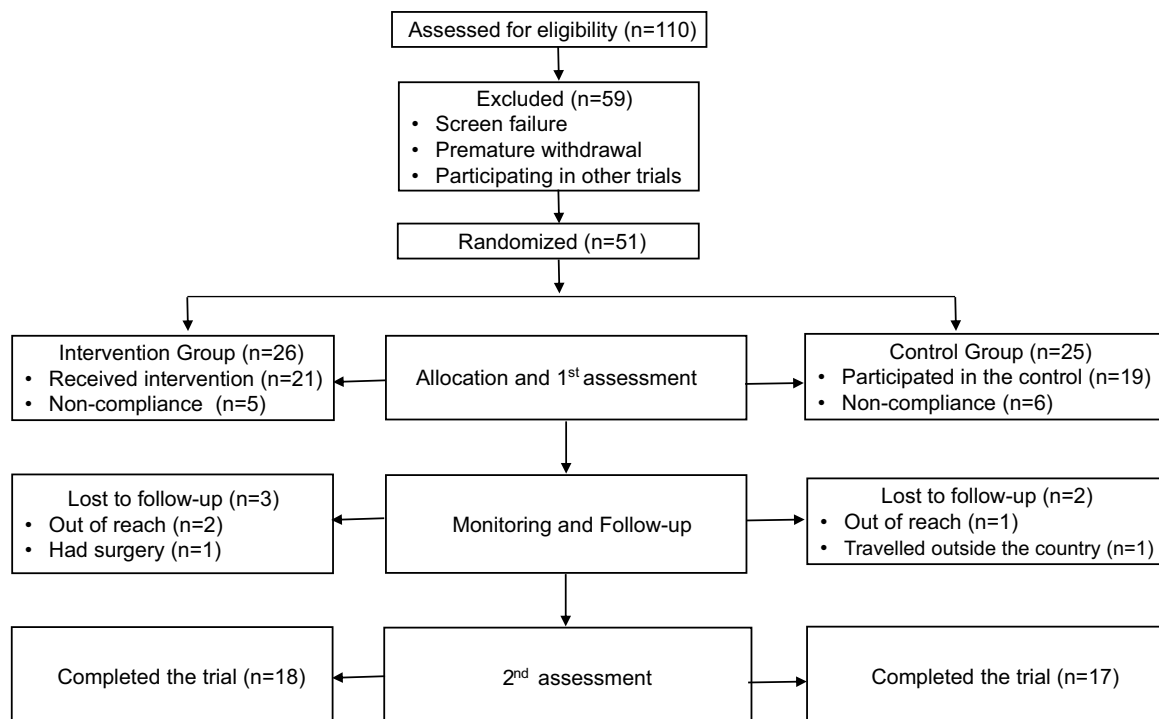 Assessed for eligibility (n=110)
Excluded (n=59)
• Screen failure
• Premature withdrawal
• Participating in other trials
Randomized (n=51)
Intervention Group (n=26)
• Received intervention (n=21)
• Non-compliance (n=5)
Allocation and 1st assessment
Control Group (n=25)
• Participated in the control (n=19)
• Non-compliance (n=6)
Lost to follow-up (n=3)
• Out of reach (n=2)
• Had surgery (n=1)
Monitoring and Follow-up
Lost to follow-up (n=2)
• Out of reach (n=1)
• Travelled outside the country (n=1)
Completed the trial (n=18)
2nd assessment
Completed the trial (n=17)